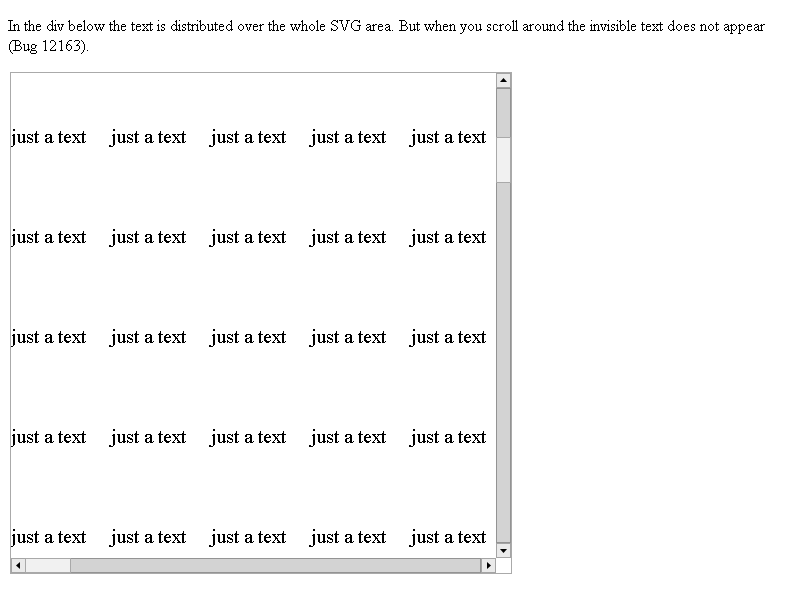 In the div below the text is distributed over the whole SVG area. But when you scroll around the invisible text does not appear
(Bug 12163).
just a text just a text just a text just a text just a text
just a text just a text just a text just a text just a text
just a text just a text just a text just a text just a text
just a text just a text just a text just a text just a text
just a text just a text just a text just a text just a text